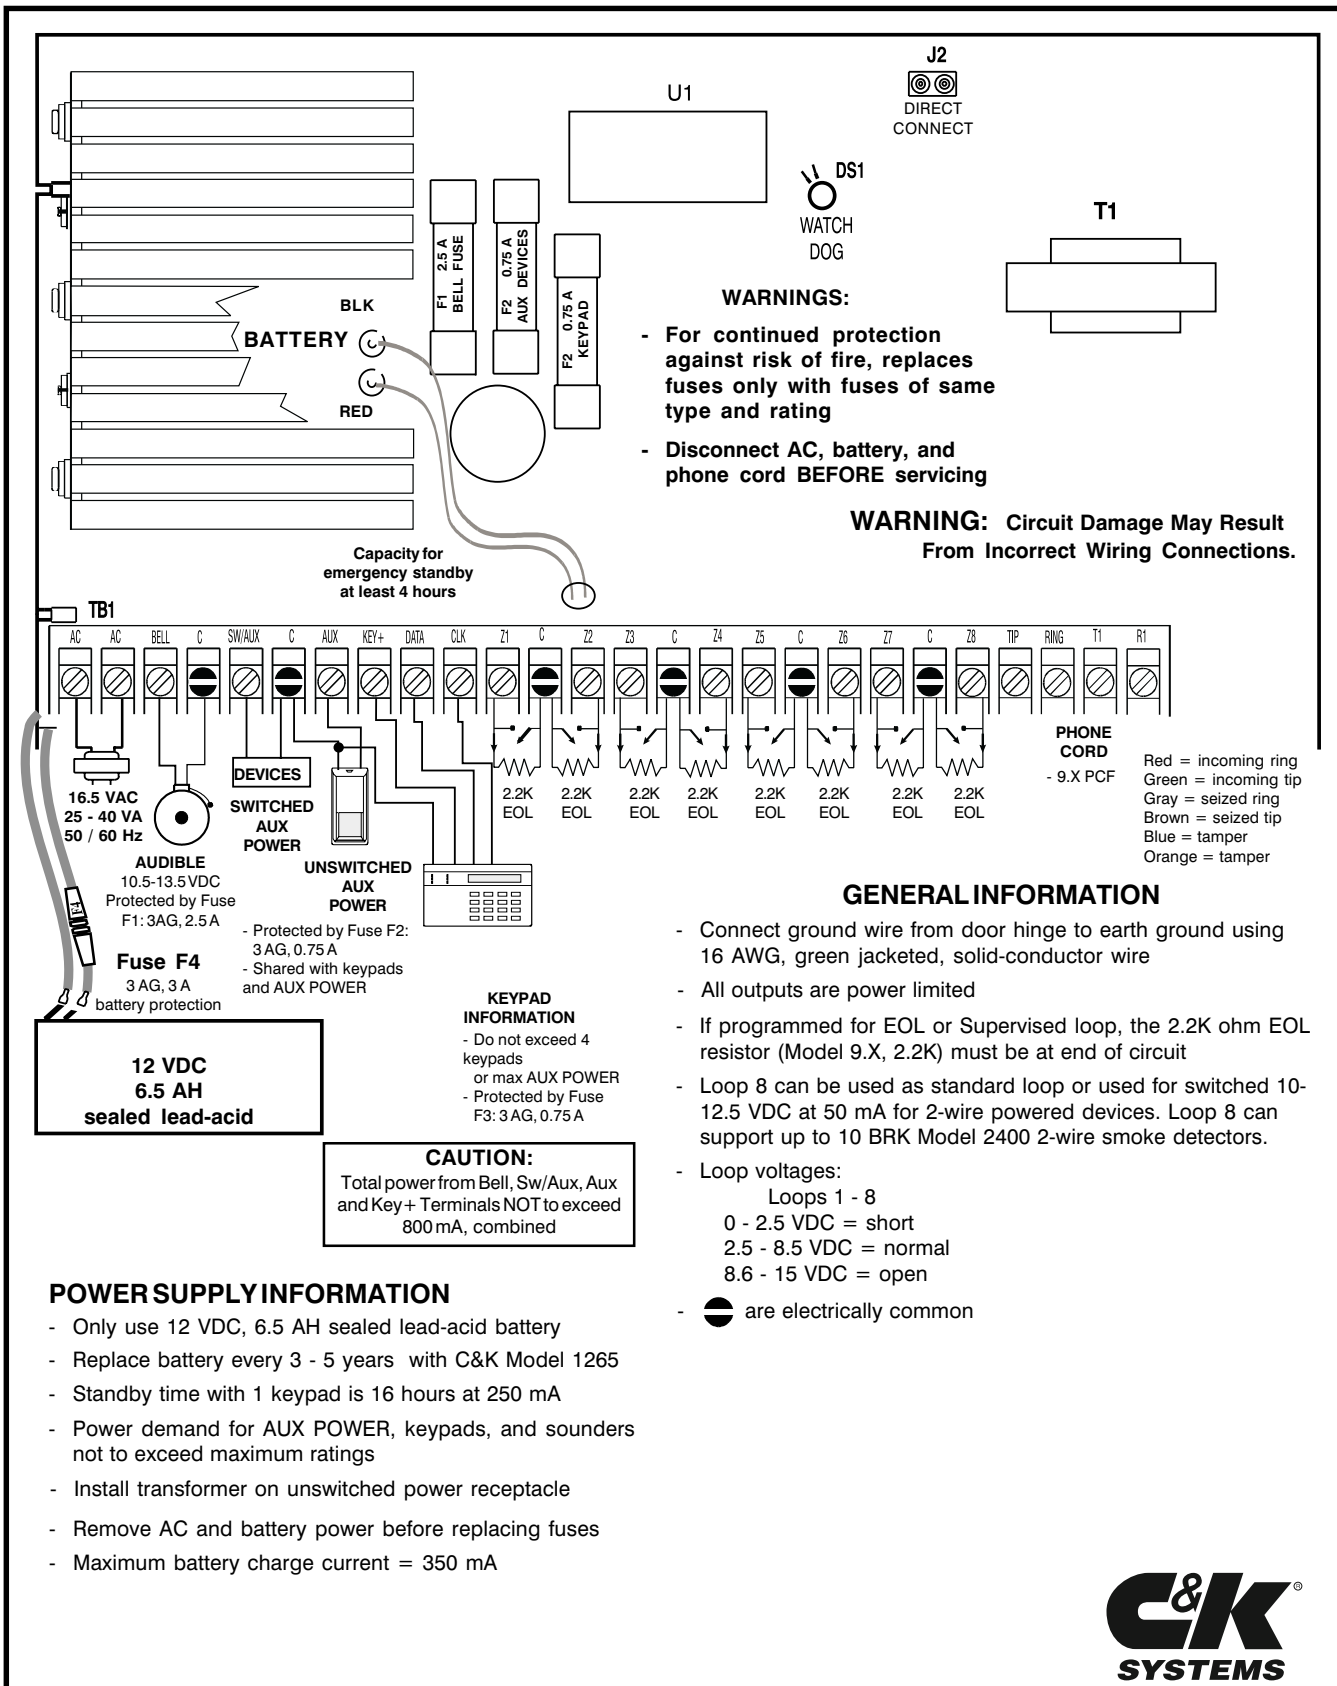 J2
DIRECT
CONNECT
U1
DS1
WATCH
DOG
T1
F1 2.5 A
BELL FUSE
F2 0.75 A
AUX DEVICES
F2 0.75 A
KEYPAD
BLK
BATTERY
RED
WARNINGS:
- For continued protection
against risk of fire, replaces
fuses only with fuses of same
type and rating
- Disconnect AC, battery, and
phone cord BEFORE servicing
WARNING: Circuit Damage May Result
From Incorrect Wiring Connections.
Capacity for
emergency standby
at least 4 hours
TB1
AC AC BELL C SW/AUX C AUX KEY+ DATA CLK Z1 C Z2 Z3 C Z4 Z5 C Z6 Z7 C Z8 TIP RING T1 R1
16.5 VAC
25 - 40 VA
50 / 60 Hz
AUDIBLE
10.5-13.5 VDC
Protected by Fuse
F1: 3AG, 2.5 A
DEVICES
SWITCHED
AUX
POWER
UNSWITCHED
AUX
POWER
- Protected by Fuse F2:
3 AG, 0.75 A
- Shared with keypads
and AUX POWER
2.2K 2.2K 2.2K 2.2K 2.2K 2.2K 2.2K 2.2K
EOL EOL EOL EOL EOL EOL EOL EOL
PHONE
CORD
- 9.X PCF
Red = incoming ring
Green = incoming tip
Gray = seized ring
Brown = seized tip
Blue = tamper
Orange = tamper
F4
Fuse F4
3 AG, 3 A
battery protection
12 VDC
6.5 AH
sealed lead-acid
KEYPAD
INFORMATION
- Do not exceed 4
keypads
or max AUX POWER
- Protected by Fuse
F3: 3 AG, 0.75 A
CAUTION:
Total power from Bell, Sw/Aux, Aux
and Key+ Terminals NOT to exceed
800 mA, combined
GENERAL INFORMATION
- Connect ground wire from door hinge to earth ground using
16 AWG, green jacketed, solid-conductor wire
- All outputs are power limited
- If programmed for EOL or Supervised loop, the 2.2K ohm EOL
resistor (Model 9.X, 2.2K) must be at end of circuit
- Loop 8 can be used as standard loop or used for switched 10-
12.5 VDC at 50 mA for 2-wire powered devices. Loop 8 can
support up to 10 BRK Model 2400 2-wire smoke detectors.
- Loop voltages:
Loops 1 - 8
0 - 2.5 VDC = short
2.5 - 8.5 VDC = normal
8.6 - 15 VDC = open
- are electrically common
POWER SUPPLY INFORMATION
- Only use 12 VDC, 6.5 AH sealed lead-acid battery
- Replace battery every 3 - 5 years with C&K Model 1265
- Standby time with 1 keypad is 16 hours at 250 mA
- Power demand for AUX POWER, keypads, and sounders
not to exceed maximum ratings
- Install transformer on unswitched power receptacle
- Remove AC and battery power before replacing fuses
- Maximum battery charge current = 350 mA
C&K ®
SYSTEMS